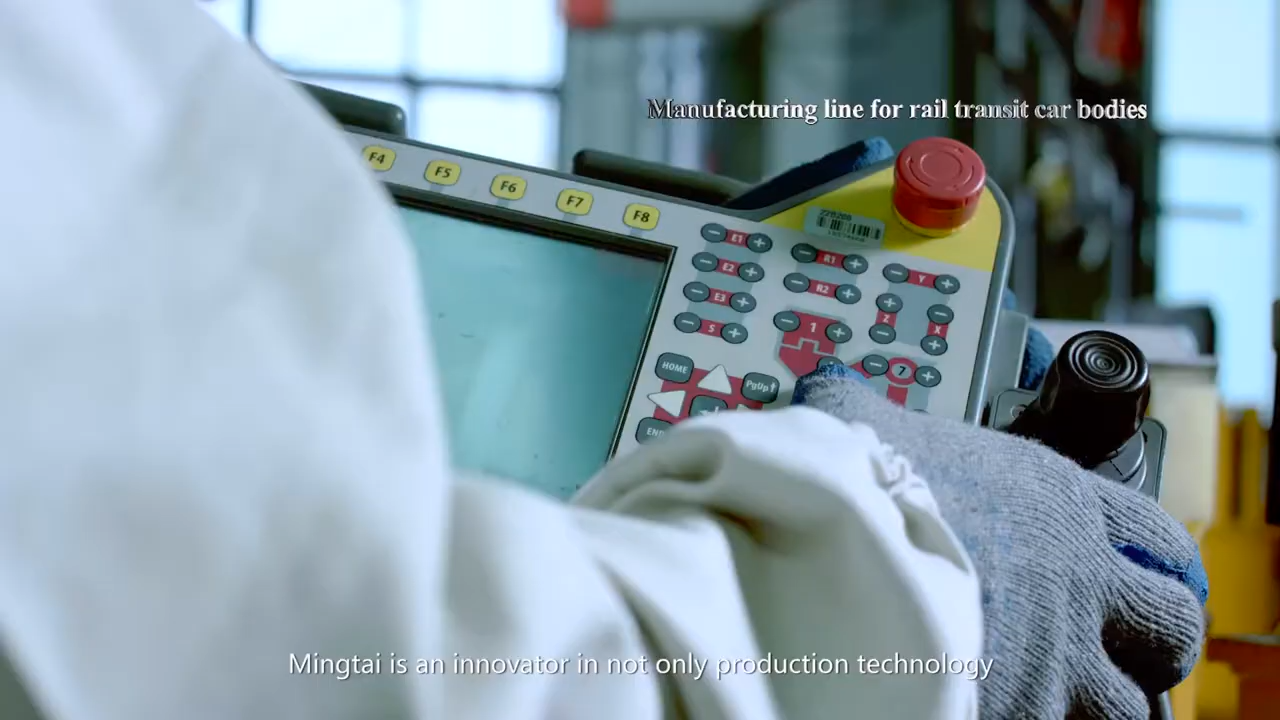 Manufacturing line for rail transit car bodies
F4 F5 F6 F7 F8
E1 R1 Y
E2 R2 Z X
E3
S 1 7
HOME PgUp
END
Mingtai is an innovator in not only production technology